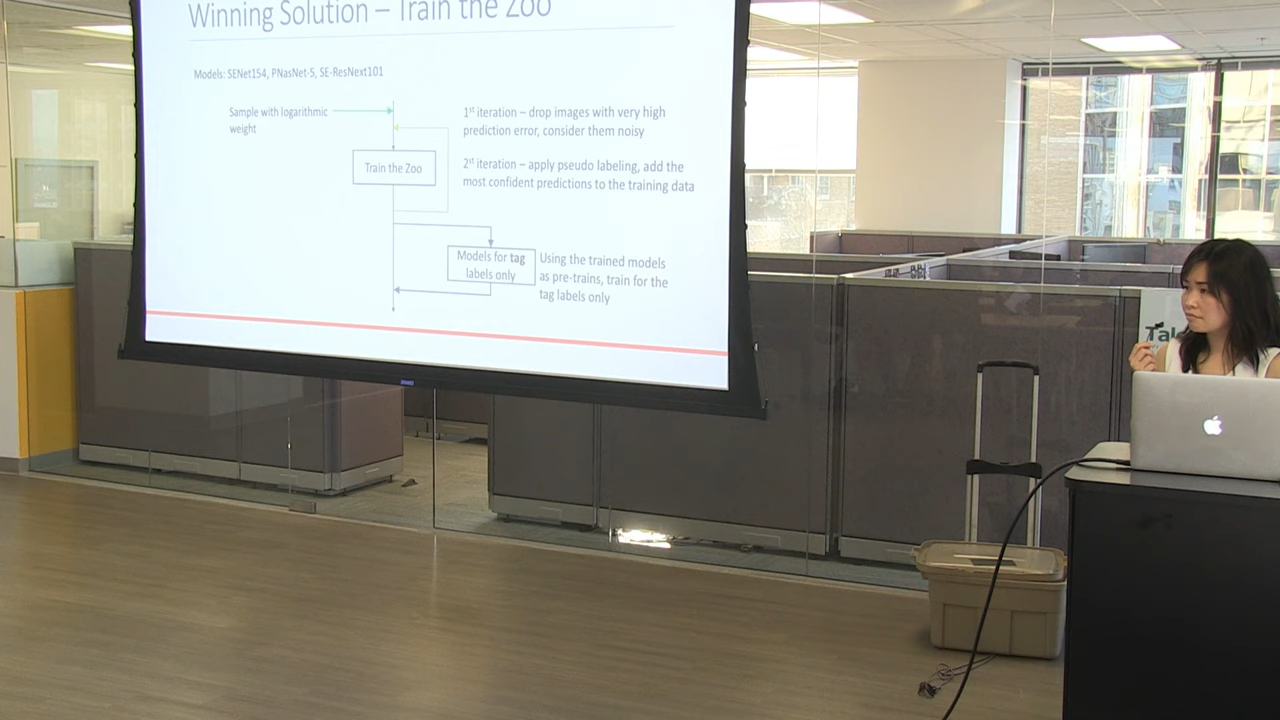 Winning Solution – Train the Zoo
Models: SENet154, PNasNet-5, SE-ResNext101
Sample with logarithmic
weight
1st iteration – drop images with very high
prediction error, consider them noisy
Train the Zoo
2st iteration – apply pseudo labeling, add the
most confident predictions to the training data
Models for tag
labels only
Using the trained models
as pre-trains, train for the
tag labels only